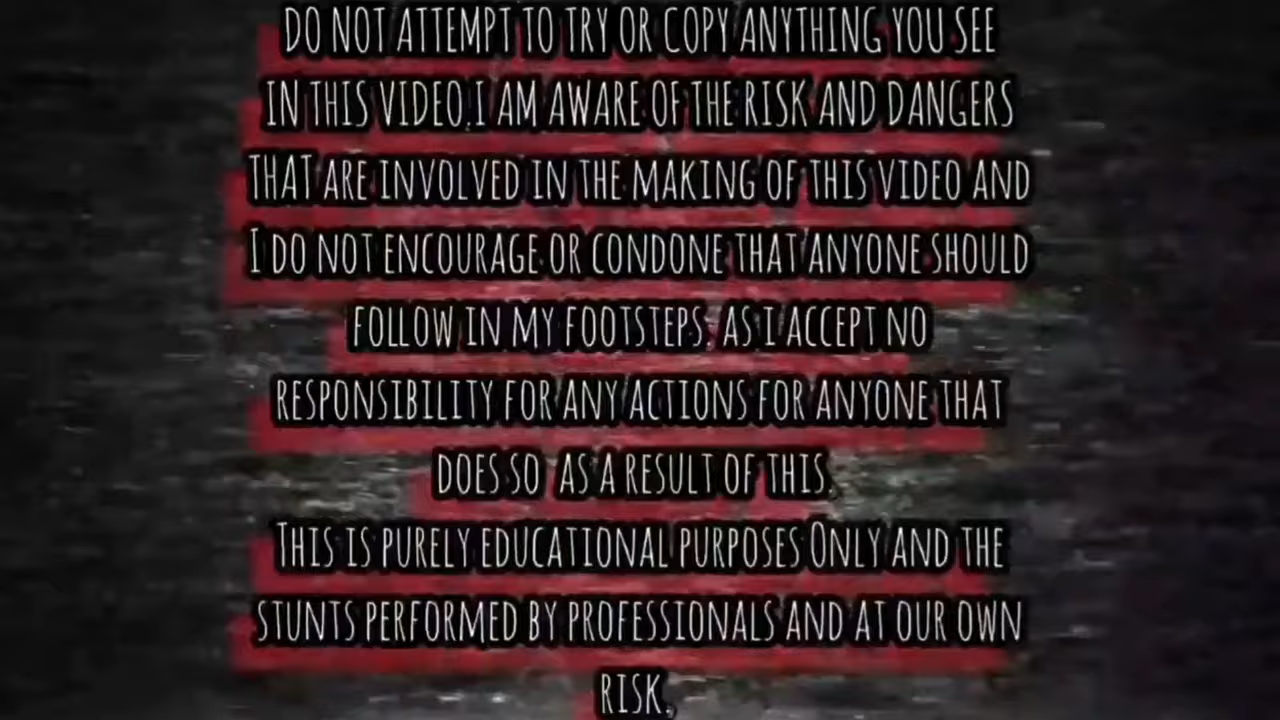 DO NOT ATTEMPT TO TRY OR COPY ANYTHING YOU SEE
IN THIS VIDEO,I AM AWARE OF THE RISK AND DANGERS
THAT ARE INVOLVED IN THE MAKING OF THIS VIDEO AND
I DO NOT ENCOURAGE OR CONDONE THAT ANYONE SHOULD
FOLLOW IN MY FOOTSTEPS, AS I ACCEPT NO
RESPONSIBILITY FOR ANY ACTIONS FOR ANYONE THAT
DOES SO AS A RESULT OF THIS.
THIS IS PURELY EDUCATIONAL PURPOSES ONLY AND THE
STUNTS PERFORMED BY PROFESSIONALS AND AT OUR OWN
RISK.